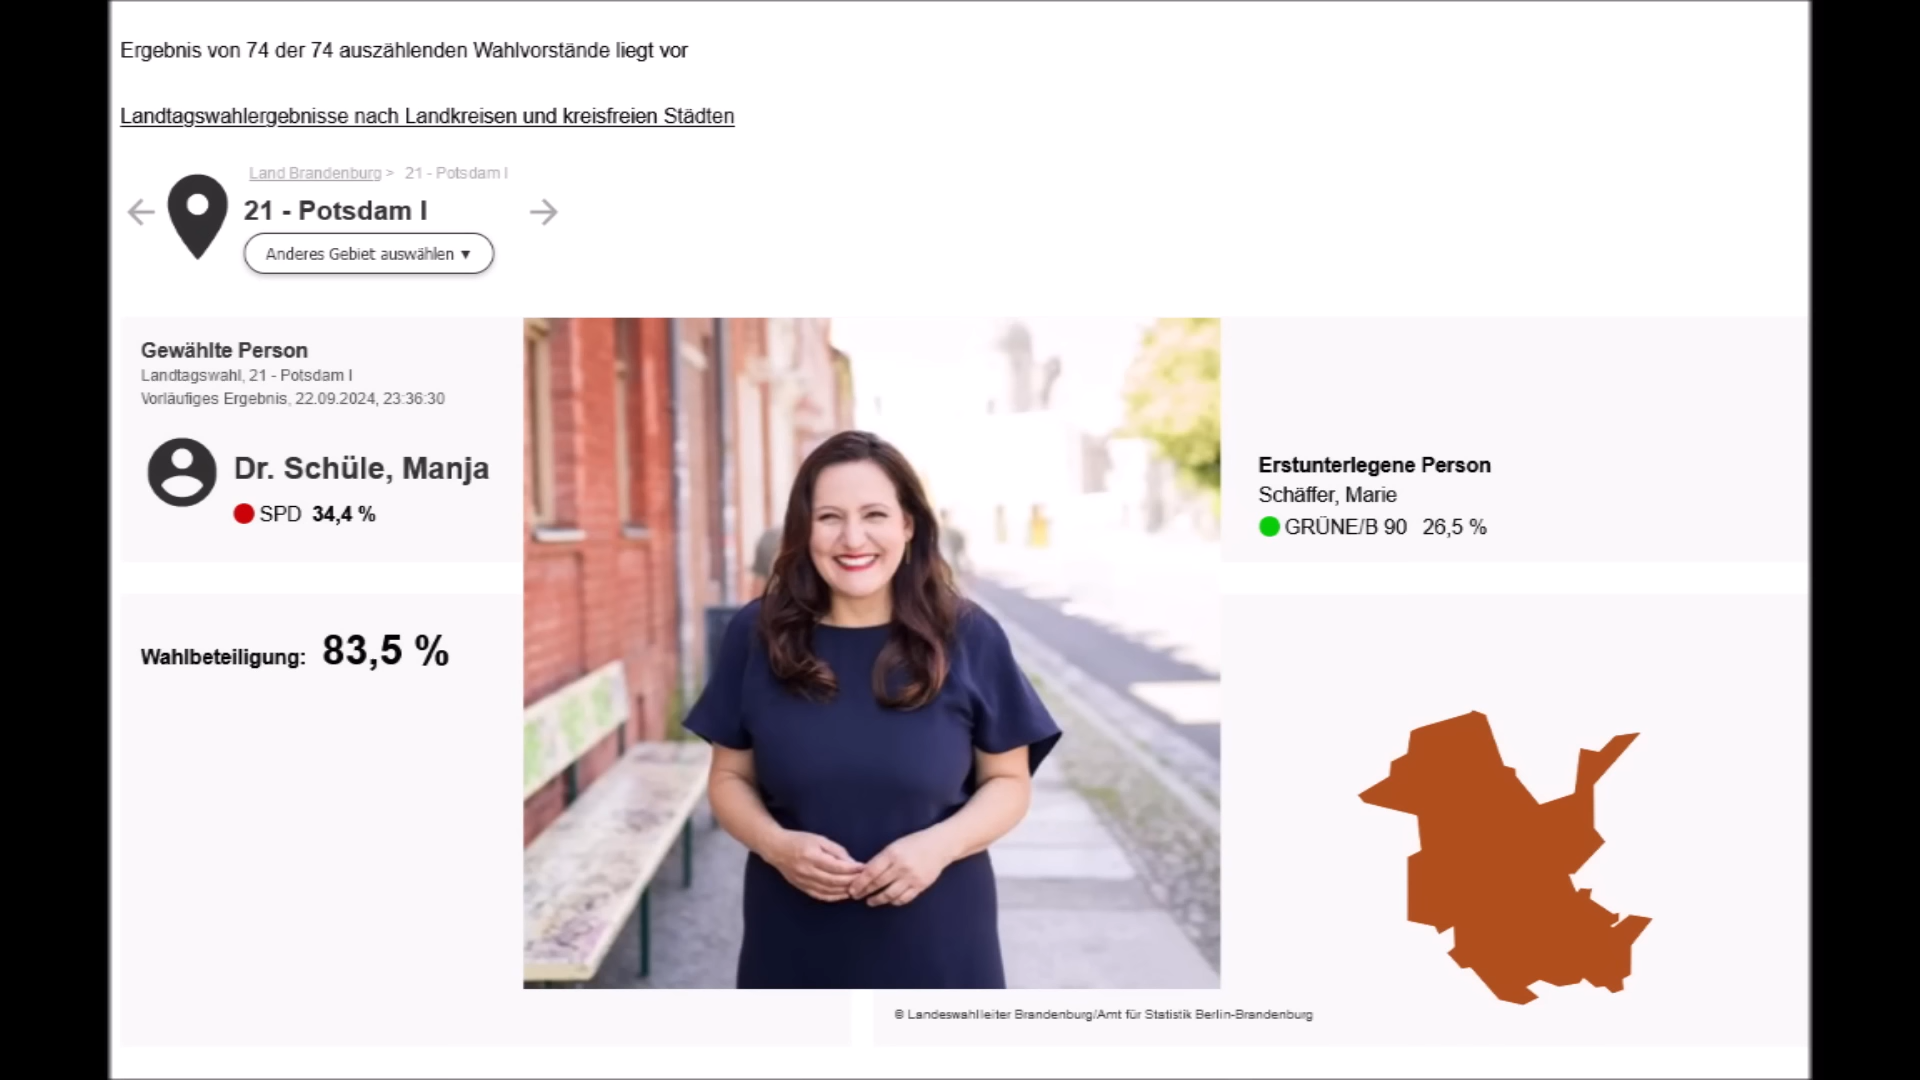 Ergebnis von 74 der 74 auszählenden Wahlvorstände liegt vor
Landtagswahlergebnisse nach Landkreisen und kreisfreien Städten
Land Brandenburg > 21 - Potsdam I
21 - Potsdam I
Anderes Gebiet auswählen ▼
Gewählte Person
Landtagswahl, 21 - Potsdam I
Vorläufiges Ergebnis, 22.09.2024, 23:36:30
Dr. Schüle, Manja
SPD 34,4 %
Erstunterlegene Person
Schäffer, Marie
GRÜNE/B 90 26,5 %
Wahlbeteiligung: 83,5 %
© Landeswahlleiter Brandenburg/Amt für Statistik Berlin-Brandenburg